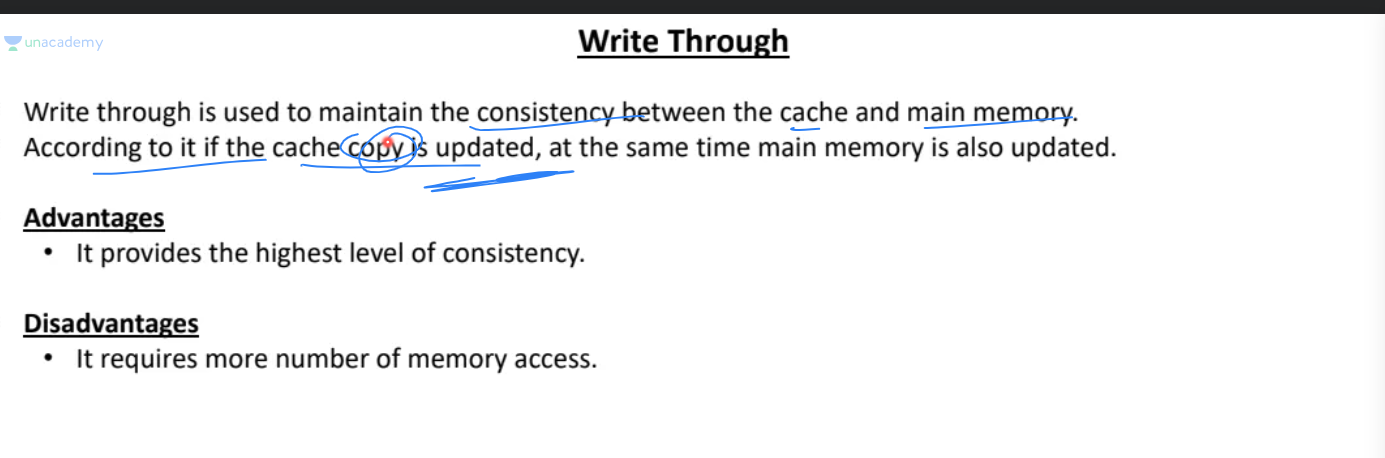 unacademy
Write Through
Write through is used to maintain the consistency between the cache and main memory.
According to it if the cache copy is updated, at the same time main memory is also updated.
Advantages
• It provides the highest level of consistency.
Disadvantages
• It requires more number of memory access.